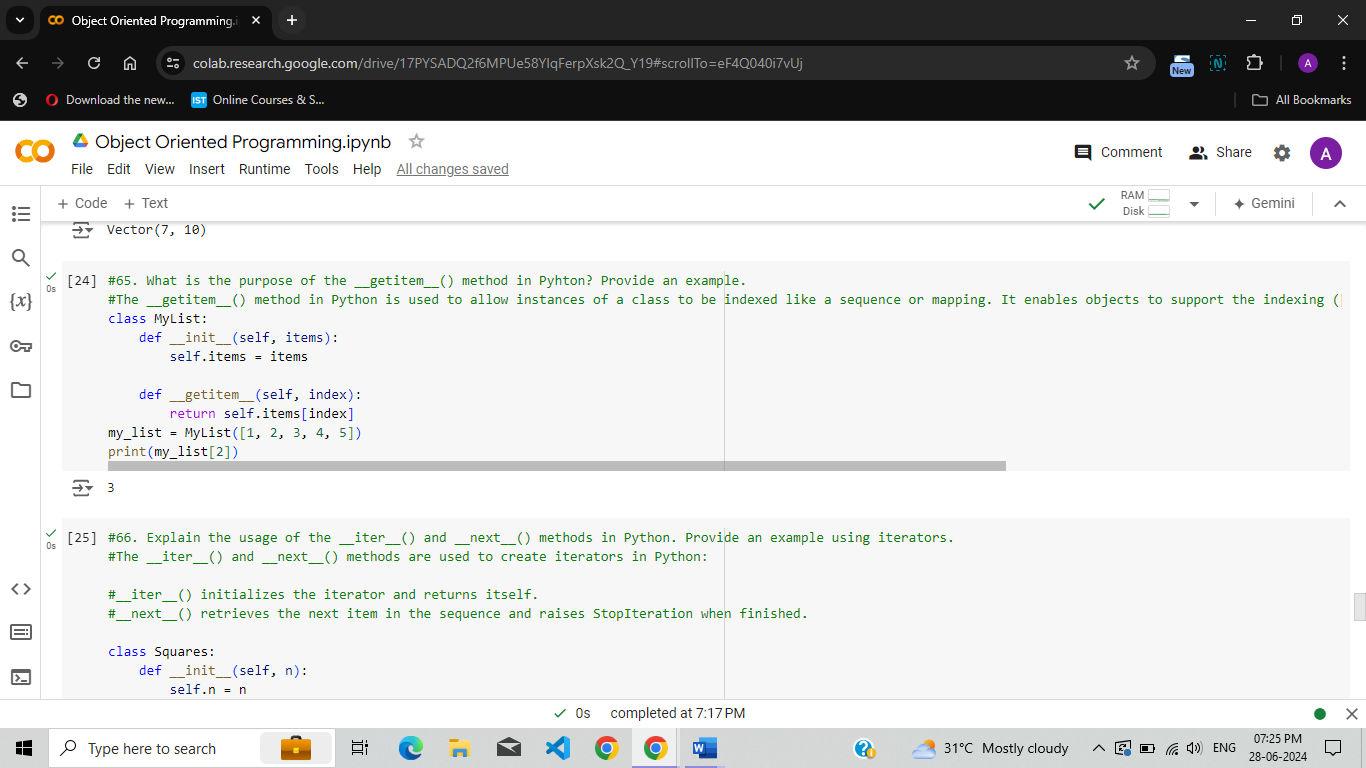 Object Oriented Programming.i
colab.research.google.com/drive/17PYSADQ2f6MPUe58YIqFerpXsk2Q_Y19#scrollTo=eF4Q040i7vUj
New
A
Download the new...
IST Online Courses & S...
All Bookmarks
Object Oriented Programming.ipynb
File Edit View Insert Runtime Tools Help All changes saved
Comment
Share
A
+ Code + Text
RAM
Disk
Gemini
Vector(7, 10)
0s
[24] #65. What is the purpose of the __getitem__() method in Pyhton? Provide an example.
#The __getitem__() method in Python is used to allow instances of a class to be indexed like a sequence or mapping. It enables objects to support the indexing (
class MyList:
def __init__(self, items):
self.items = items
def __getitem__(self, index):
return self.items[index]
my_list = MyList([1, 2, 3, 4, 5])
print(my_list[2])
3
0s
[25] #66. Explain the usage of the __iter__() and __next__() methods in Python. Provide an example using iterators.
#The __iter__() and __next__() methods are used to create iterators in Python:
#__iter__() initializes the iterator and returns itself.
#__next__() retrieves the next item in the sequence and raises StopIteration when finished.
class Squares:
def __init__(self, n):
self.n = n
0s completed at 7:17 PM
Type here to search
31°C Mostly cloudy
ENG
07:25 PM
28-06-2024